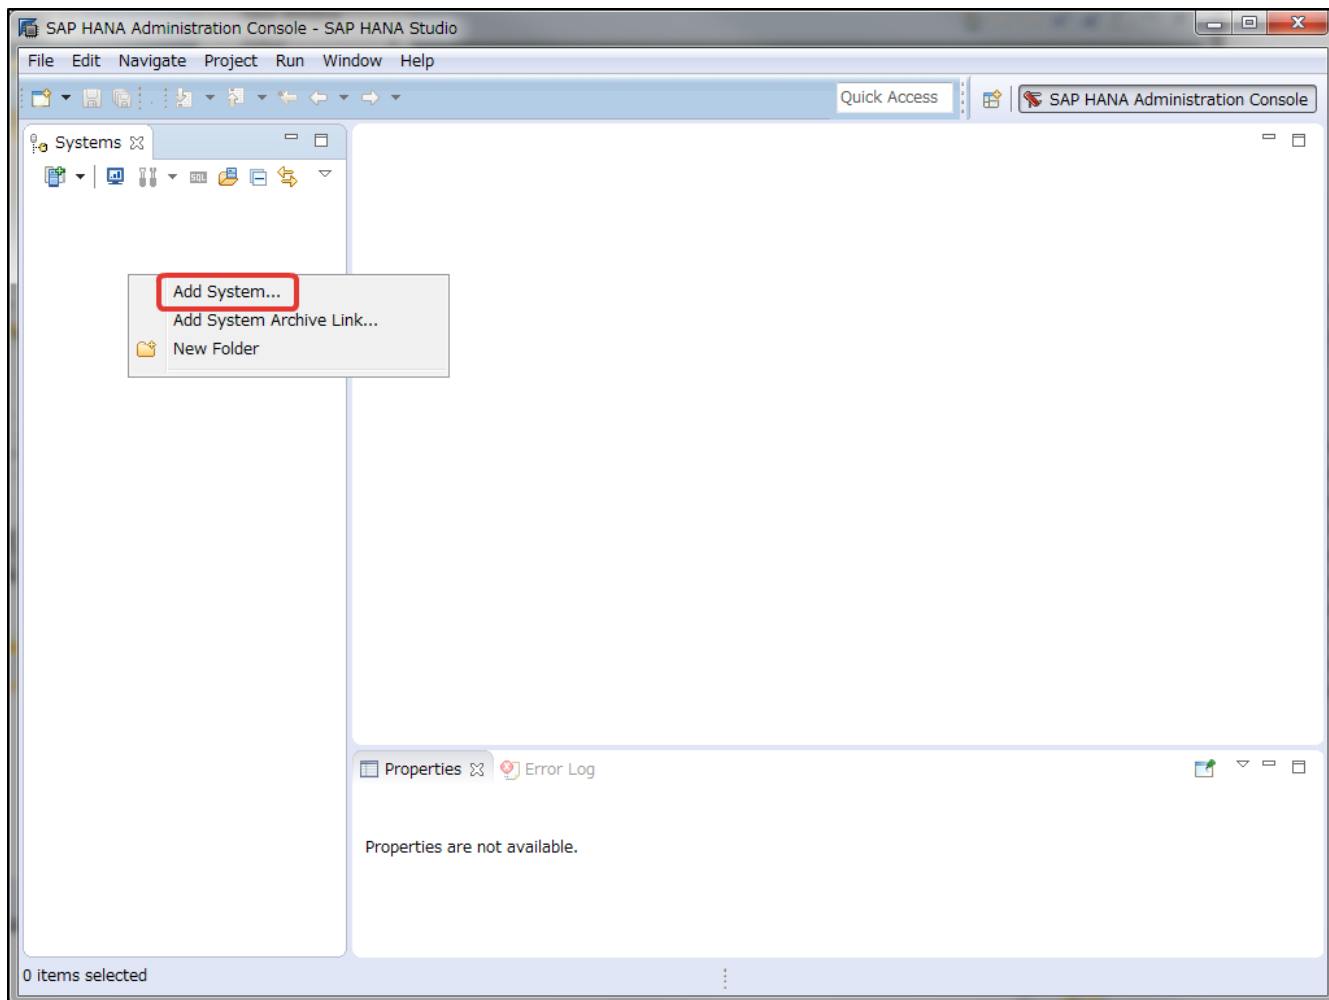 SAP HANA Administration Console - SAP HANA Studio
File Edit Navigate Project Run Window Help
Quick Access
SAP HANA Administration Console
Systems
SQL
Add System...
Add System Archive Link...
New Folder
Properties
Error Log
Properties are not available.
0 items selected